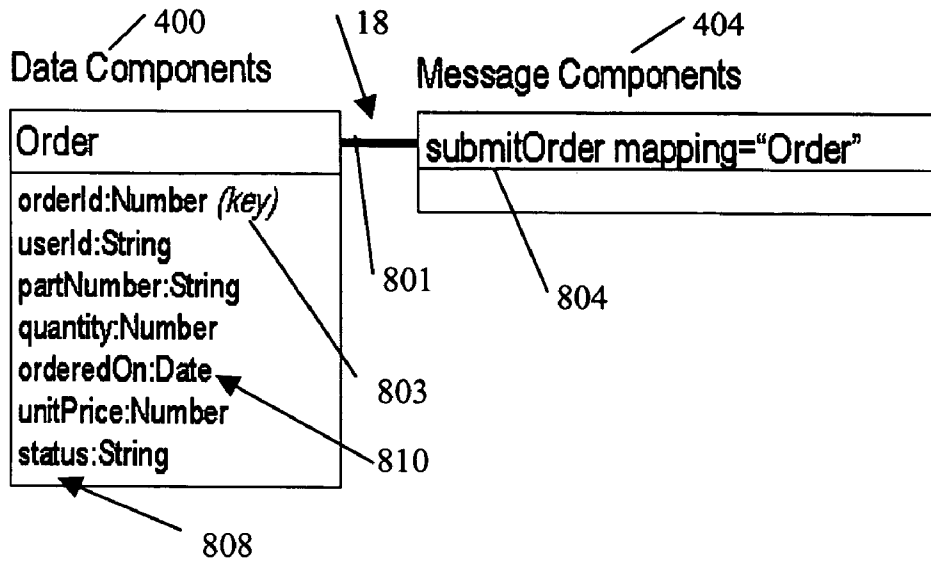 400 18 404
Data Components Message Components
Order submitOrder mapping="Order"
orderId:Number (key)
userId:String
801
804
partNumber:String
quantity:Number
orderedOn:Date
803
unitPrice:Number
810
status:String
808